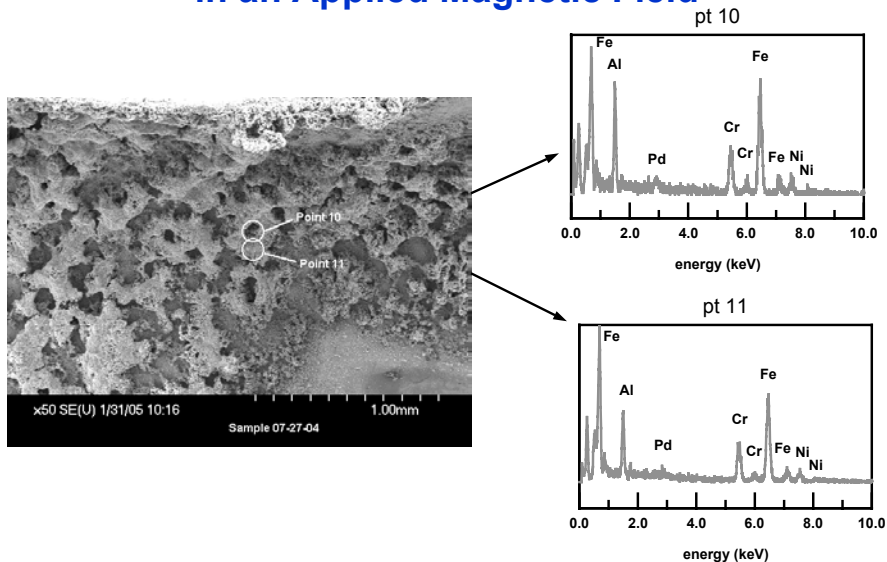 in an Applied Magnetic Field
pt 10
Fe
Al
Fe
Cr
Cr
Pd
Fe
Ni
Ni
0.0 2.0 4.0 6.0 8.0 10.0
energy (keV)
Point 10
Point 11
x50 SE(U) 1/31/05 10:16
1.00mm
Sample 07-27-04
pt 11
Fe
Al
Fe
Cr
Pd
Cr
Fe
Ni
Ni
0.0 2.0 4.0 6.0 8.0 10.0
energy (keV)